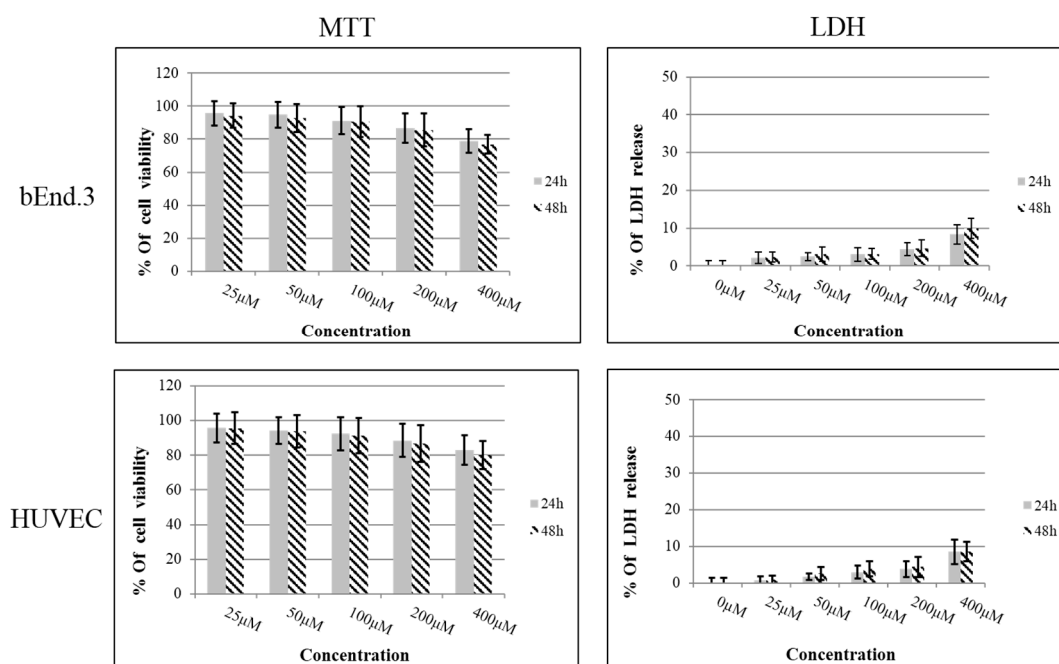 MTT
LDH
bEnd.3
% Of cell viability
120
100
80
60
40
20
0
25μM
50μM
100μM
200μM
400μM
Concentration
24h
48h
% Of LDH release
50
40
30
20
10
0
0μM
25μM
50μM
100μM
200μM
400μM
Concentration
24h
48h
HUVEC
% Of cell viability
120
100
80
60
40
20
0
25μM
50μM
100μM
200μM
400μM
Concentration
24h
48h
% Of LDH release
50
40
30
20
10
0
0μM
25μM
50μM
100μM
200μM
400μM
Concentration
24h
48h